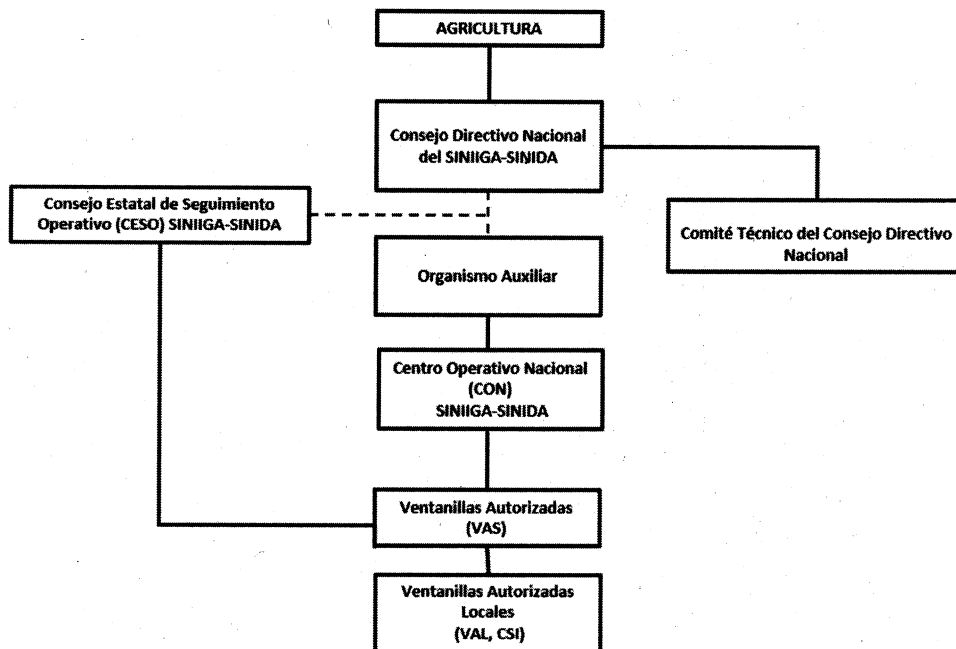 AGRICULTURA
Consejo Directivo Nacional
del SINIIGA-SINIDA
Consejo Estatal de Seguimiento
Operativo (CESO) SINIIGA-SINIDA
Comité Técnico del Consejo Directivo
Nacional
Organismo Auxiliar
Centro Operativo Nacional
(CON)
SINIIGA-SINIDA
Ventanillas Autorizadas
(VAS)
Ventanillas Autorizadas
Locales
(VAL, CSI)